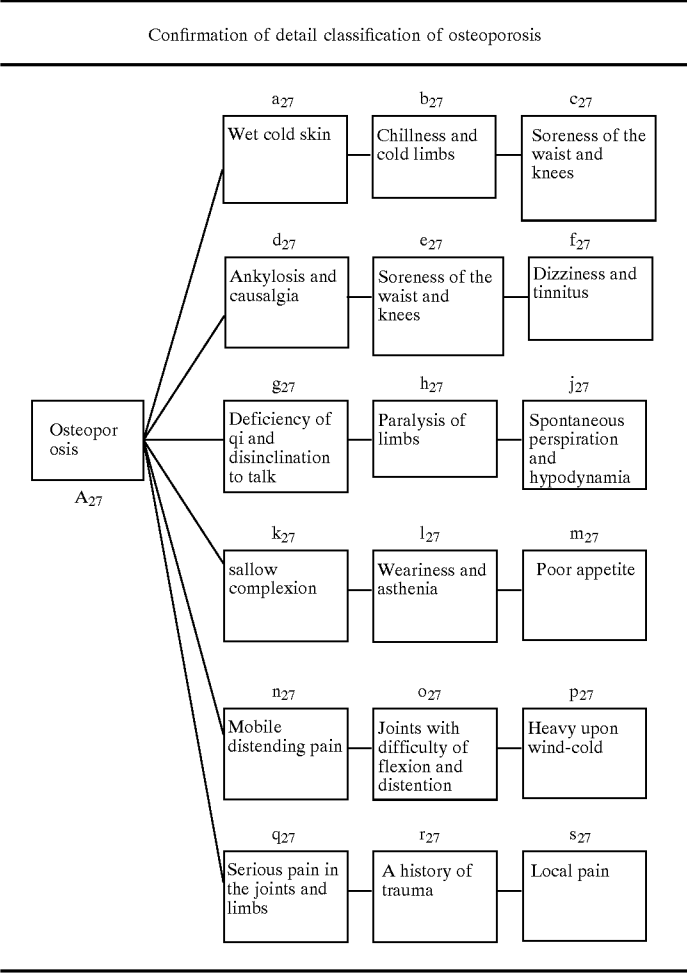 Confirmation of detail classification of osteoporosis
a27
b27
c27
Wet cold skin
Chillness and
cold limbs
Soreness of the
waist and
knees
d27
e27
f27
Ankylosis and
causalgia
Soreness of the
waist and
knees
Dizziness and
tinnitus
g27
h27
j27
Osteopor
osis
A27
Deficiency of
qi and
disinclination
to talk
Paralysis of
limbs
Spontaneous
perspiration
and
hypodynamia
k27
l27
m27
sallow
complexion
Weariness and
asthenia
Poor appetite
n27
o27
p27
Mobile
distending pain
Joints with
difficulty of
flexion and
distention
Heavy upon
wind-cold
q27
r27
s27
Serious pain in
the joints and
limbs
A history of
trauma
Local pain